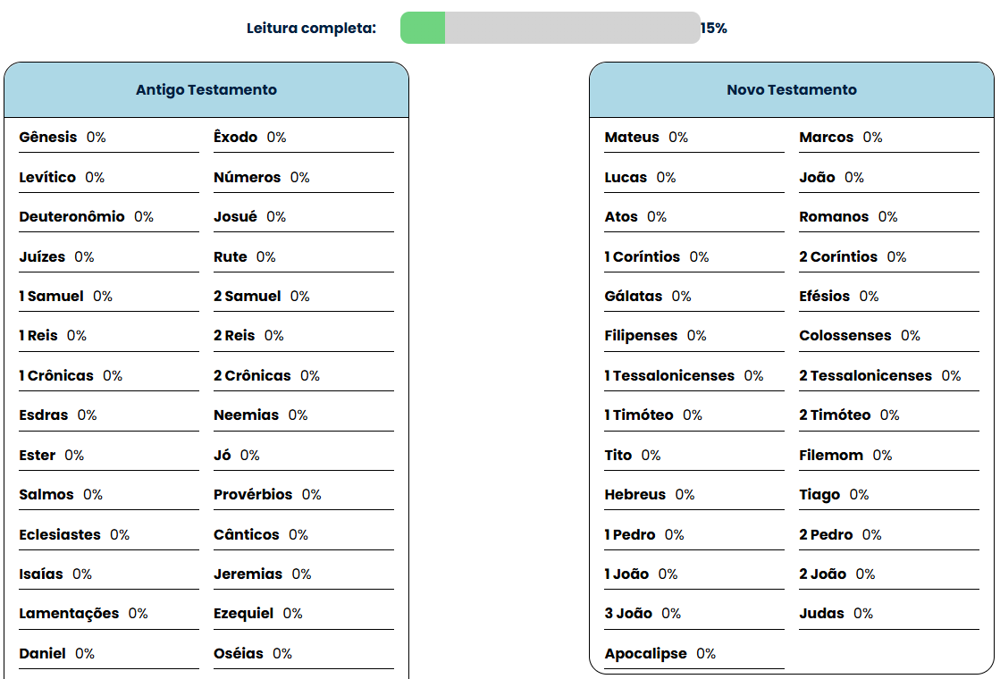 Leitura completa: 15%
Antigo Testamento
Gênesis 0% Êxodo 0%
Levítico 0% Números 0%
Deuteronômio 0% Josué 0%
Juízes 0% Rute 0%
1 Samuel 0% 2 Samuel 0%
1 Reis 0% 2 Reis 0%
1 Crônicas 0% 2 Crônicas 0%
Esdras 0% Neemias 0%
Ester 0% Jó 0%
Salmos 0% Provérbios 0%
Eclesiastes 0% Cânticos 0%
Isaías 0% Jeremias 0%
Lamentações 0% Ezequiel 0%
Daniel 0% Oséias 0%
Novo Testamento
Mateus 0% Marcos 0%
Lucas 0% João 0%
Atos 0% Romanos 0%
1 Coríntios 0% 2 Coríntios 0%
Gálatas 0% Efésios 0%
Filipenses 0% Colossenses 0%
1 Tessalonicenses 0% 2 Tessalonicenses 0%
1 Timóteo 0% 2 Timóteo 0%
Tito 0% Filemom 0%
Hebreus 0% Tiago 0%
1 Pedro 0% 2 Pedro 0%
1 João 0% 2 João 0%
3 João 0% Judas 0%
Apocalipse 0%